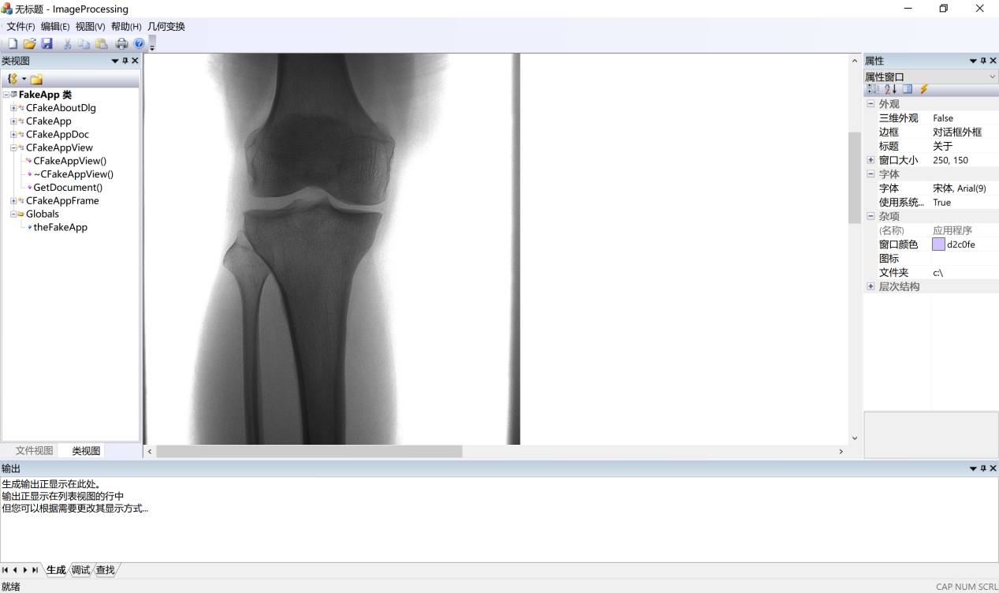 无标题 - ImageProcessing
文件(F) 编辑(E) 视图(V) 帮助(H) 几何变换
类视图
FakeApp 类
CFakeAboutDlg
CFakeApp
CFakeAppDoc
CFakeAppView
CFakeAppView()
~CFakeAppView()
GetDocument()
CFakeAppFrame
Globals
theFakeApp
文件视图 类视图
属性
属性窗口
外观
三维外观 False
边框 对话框外框
标题 关于
窗口大小 250, 150
字体
字体 宋体, Arial(9)
使用系统... True
杂项
(名称) 应用程序
窗口颜色 d2c0fe
图标
文件夹 c:\
层次结构
输出
生成输出正显示在此处。
输出正显示在列表视图的行中
但您可以根据需要更改其显示方式...
生成 调试 查找
就绪
CAP NUM SCRL